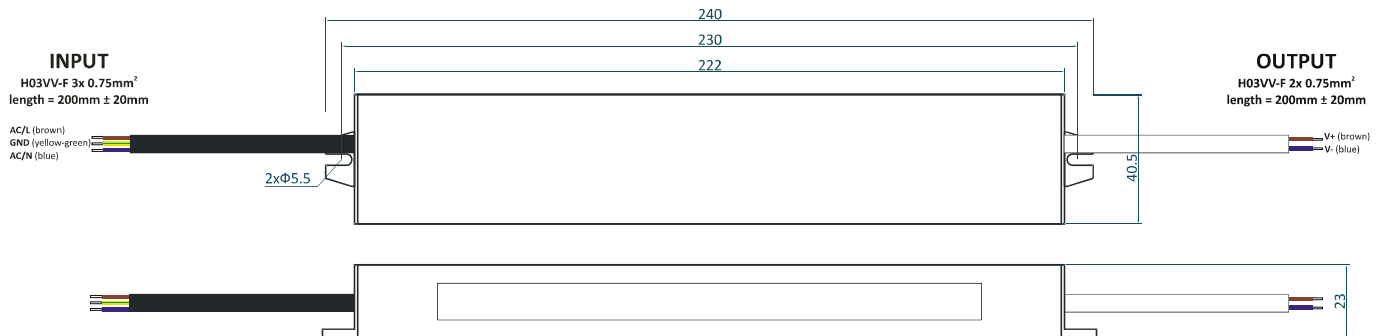 240
230
222
INPUT
H03VV-F 3x 0.75mm²
length = 200mm ± 20mm
OUTPUT
H03VV-F 2x 0.75mm²
length = 200mm ± 20mm
AC/L (brown)
GND (yellow-green)
AC/N (blue)
V+ (brown)
V- (blue)
2xΦ5.5
40.5
23